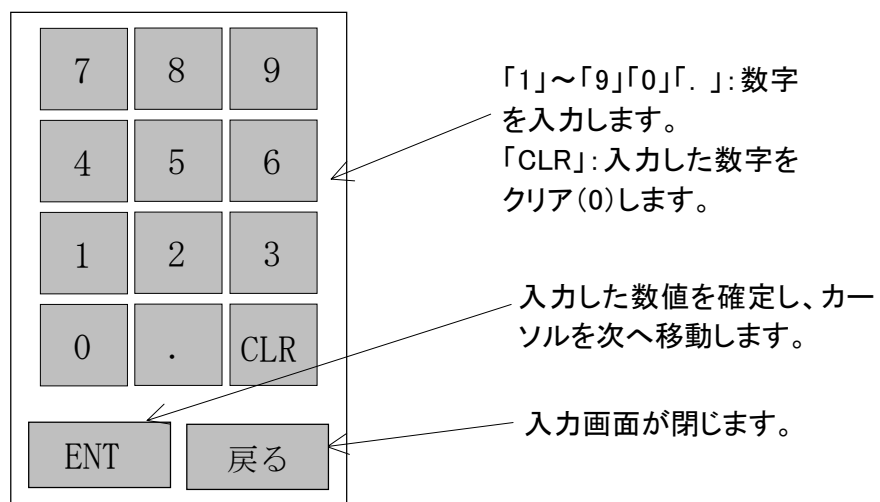 7 8 9
4 5 6
1 2 3
0 . CLR
ENT 戻る
「1」～「9」「0」「. 」：数字
を入力します。
「CLR」：入力した数字を
クリア(0)します。
入力した数値を確定し、カー
ソルを次へ移動します。
入力画面が閉じます。